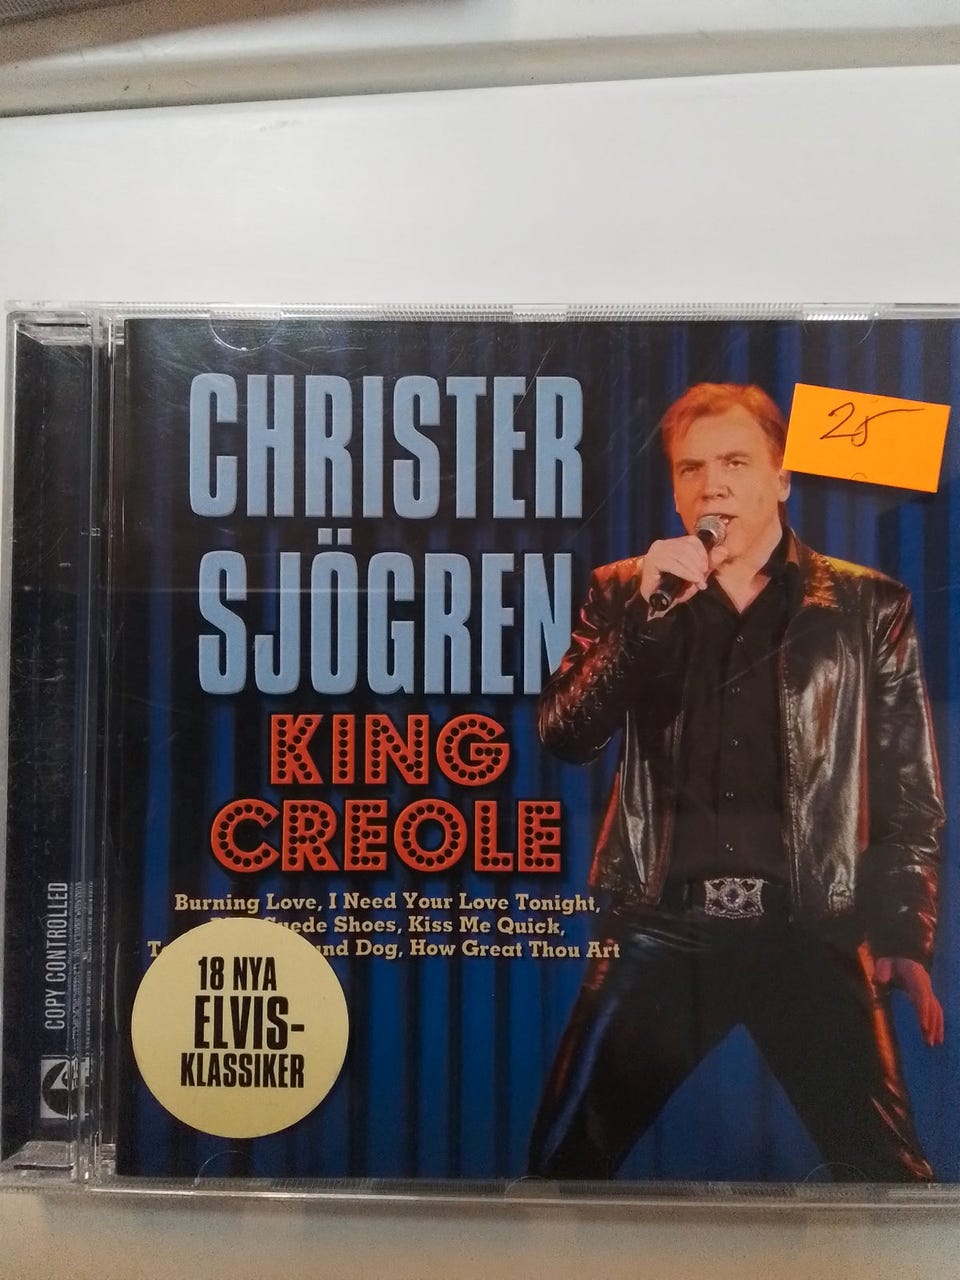 CHRISTER
SJÖGREN
KING
CREOLE
Burning Love, I Need Your Love Tonight,
Suede Shoes, Kiss Me Quick,
Dog, How Great Thou Art
18 NYA
ELVIS-
KLASSIKER
25
COPY CONTROLLED